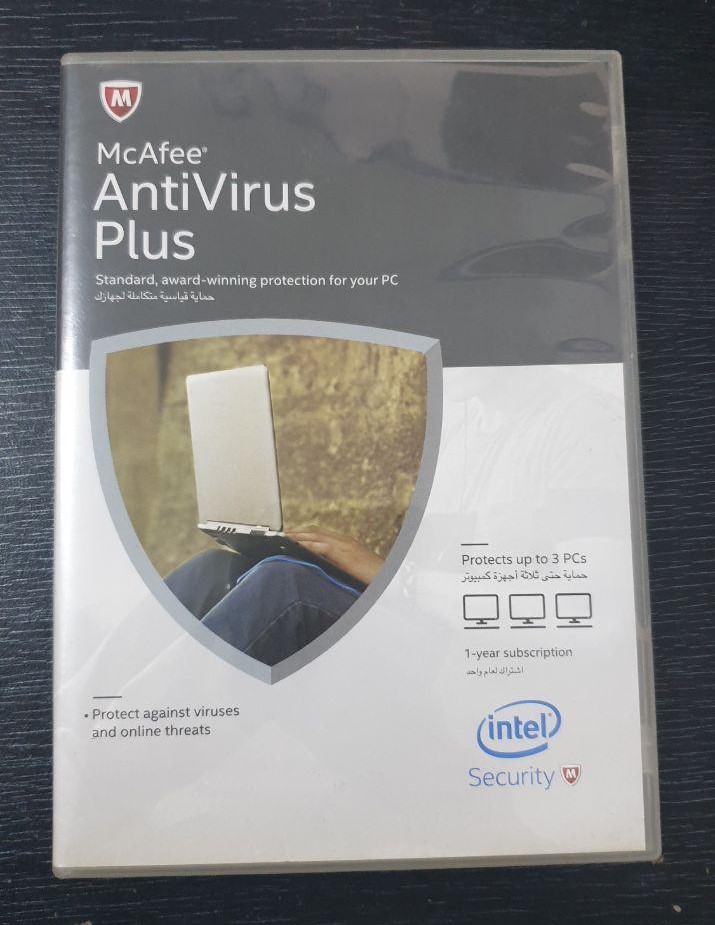 M
McAfee®
AntiVirus
Plus
Standard, award-winning protection for your PC
حماية قياسية متكاملة لجهازك
Protects up to 3 PCs
حماية حتى ثلاثة أجهزة كمبيوتر
1-year subscription
اشتراك لعام واحد
• Protect against viruses
and online threats
intel®
Security M